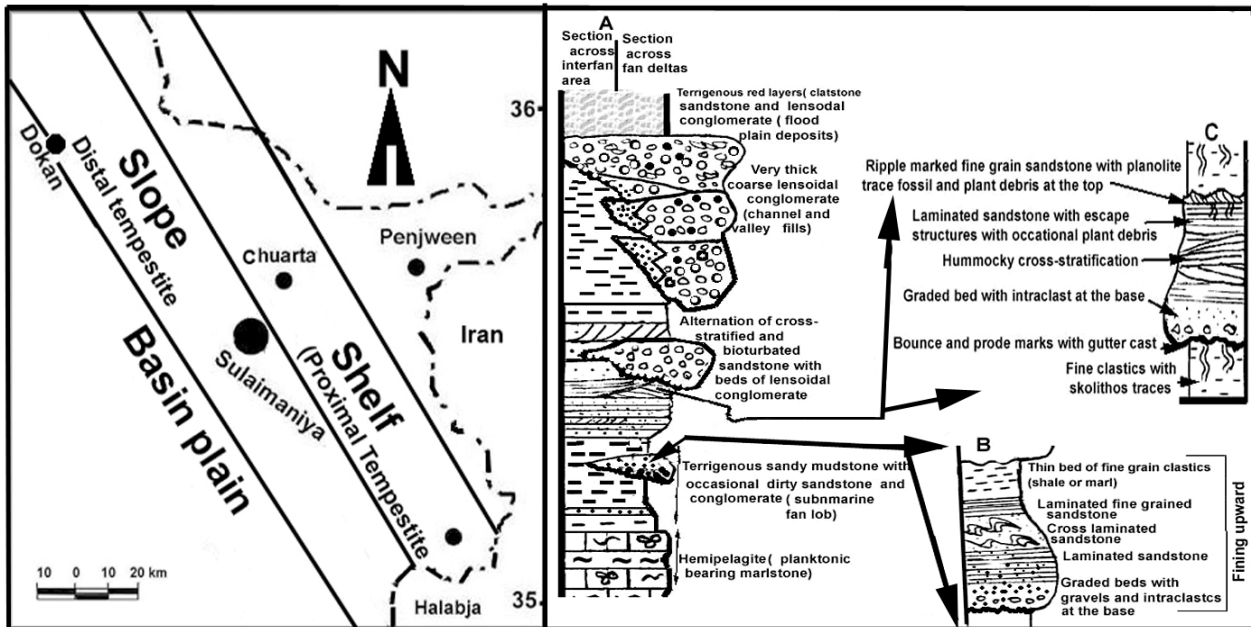 N
36
35
Dokan
Slope
Distal tempestite
Basin plain
Chuarta
Sulaimaniya
Penjween
Iran
Shelf
(Proximal Tempestite
Halabja
10 0 10 20 km
A
Section
across
interfan
area
Section
across
fan deltas
Terrigenous red layers( clatstone
sandstone and lensodal
conglomerate ( flood
plain deposits)
Very thick
coarse lensoidal
conglomerate
(channel and
valley fills)
Alternation of cross-
stratified and
bioturbated
sandstone with
beds of lensoidal
conglomerate
Terrigenous sandy mudstone with
occasional dirty sandstone and
conglomerate ( subnmarine
fan lob)
Hemipelagite( planktonic
bearing marlstone)
C
Ripple marked fine grain sandstone with planolite
trace fossil and plant debris at the top
Laminated sandstone with escape
structures with occational plant debris
Hummocky cross-stratification
Graded bed with intraclast at the base
Bounce and prode marks with gutter cast
Fine clastics with
skolithos traces
B
Thin bed of fine grain clastics
(shale or marl)
Laminated fine grained
sandstone
Cross laminated
sandstone
Laminated sandstone
Graded beds with
gravels and intraclastcs
at the base
Fining upward